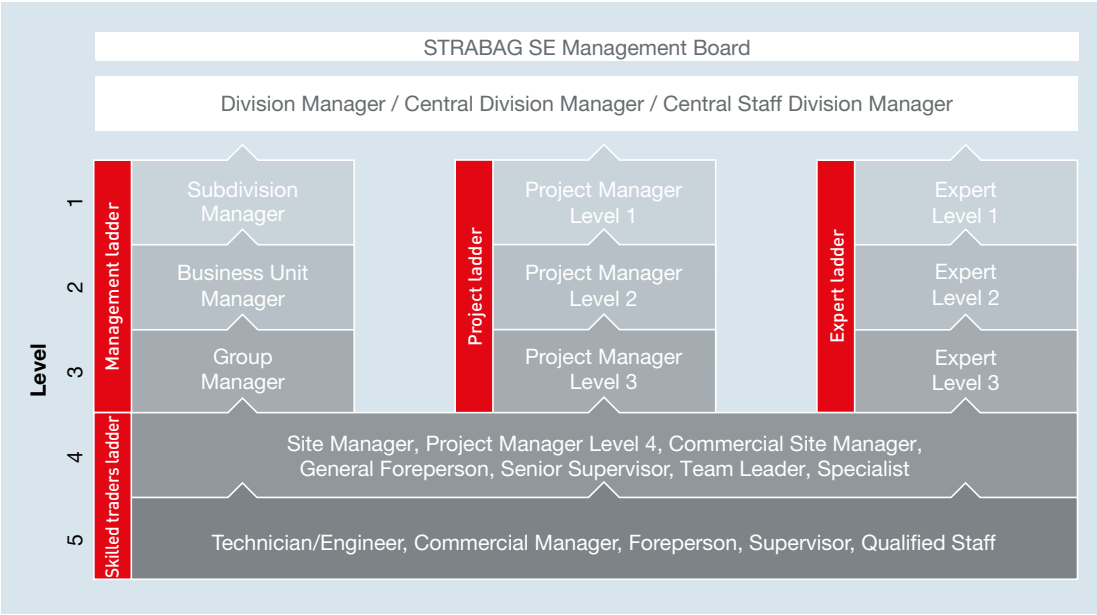 STRABAG SE Management Board
Division Manager / Central Division Manager / Central Staff Division Manager
Level
1
2
3
4
5
Management ladder
Subdivision
Manager
Business Unit
Manager
Group
Manager
Project ladder
Project Manager
Level 1
Project Manager
Level 2
Project Manager
Level 3
Expert ladder
Expert
Level 1
Expert
Level 2
Expert
Level 3
Skilled traders ladder
Site Manager, Project Manager Level 4, Commercial Site Manager,
General Foreperson, Senior Supervisor, Team Leader, Specialist
Technician/Engineer, Commercial Manager, Foreperson, Supervisor, Qualified Staff